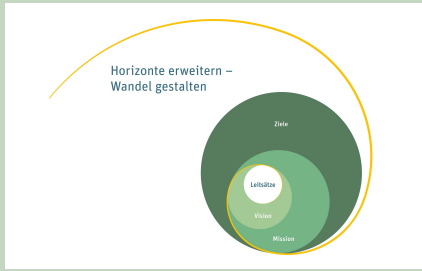 Horizonte erweitern –
Wandel gestalten
Ziele
Leitsätze
Vision
Mission